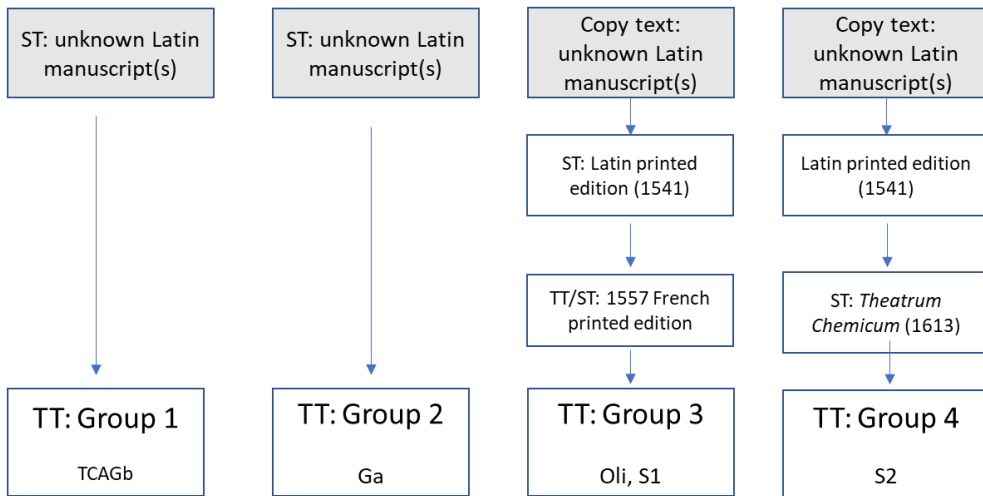 ST: unknown Latin
manuscript(s)
ST: unknown Latin
manuscript(s)
Copy text:
unknown Latin
manuscript(s)
Copy text:
unknown Latin
manuscript(s)
ST: Latin printed
edition (1541)
Latin printed edition
(1541)
TT/ST: 1557 French
printed edition
ST: Theatrum
Chemicum (1613)
TT: Group 1
TCAGb
TT: Group 2
Ga
TT: Group 3
Oli, S1
TT: Group 4
S2